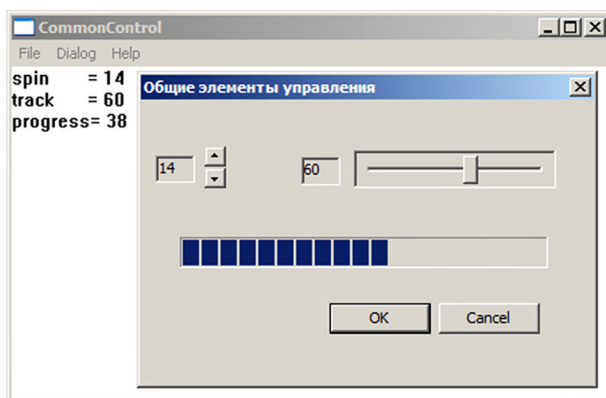 CommonControl
File Dialog Help
spin = 14
track = 60
progress= 38
Общие элементы управления
14
60
OK
Cancel